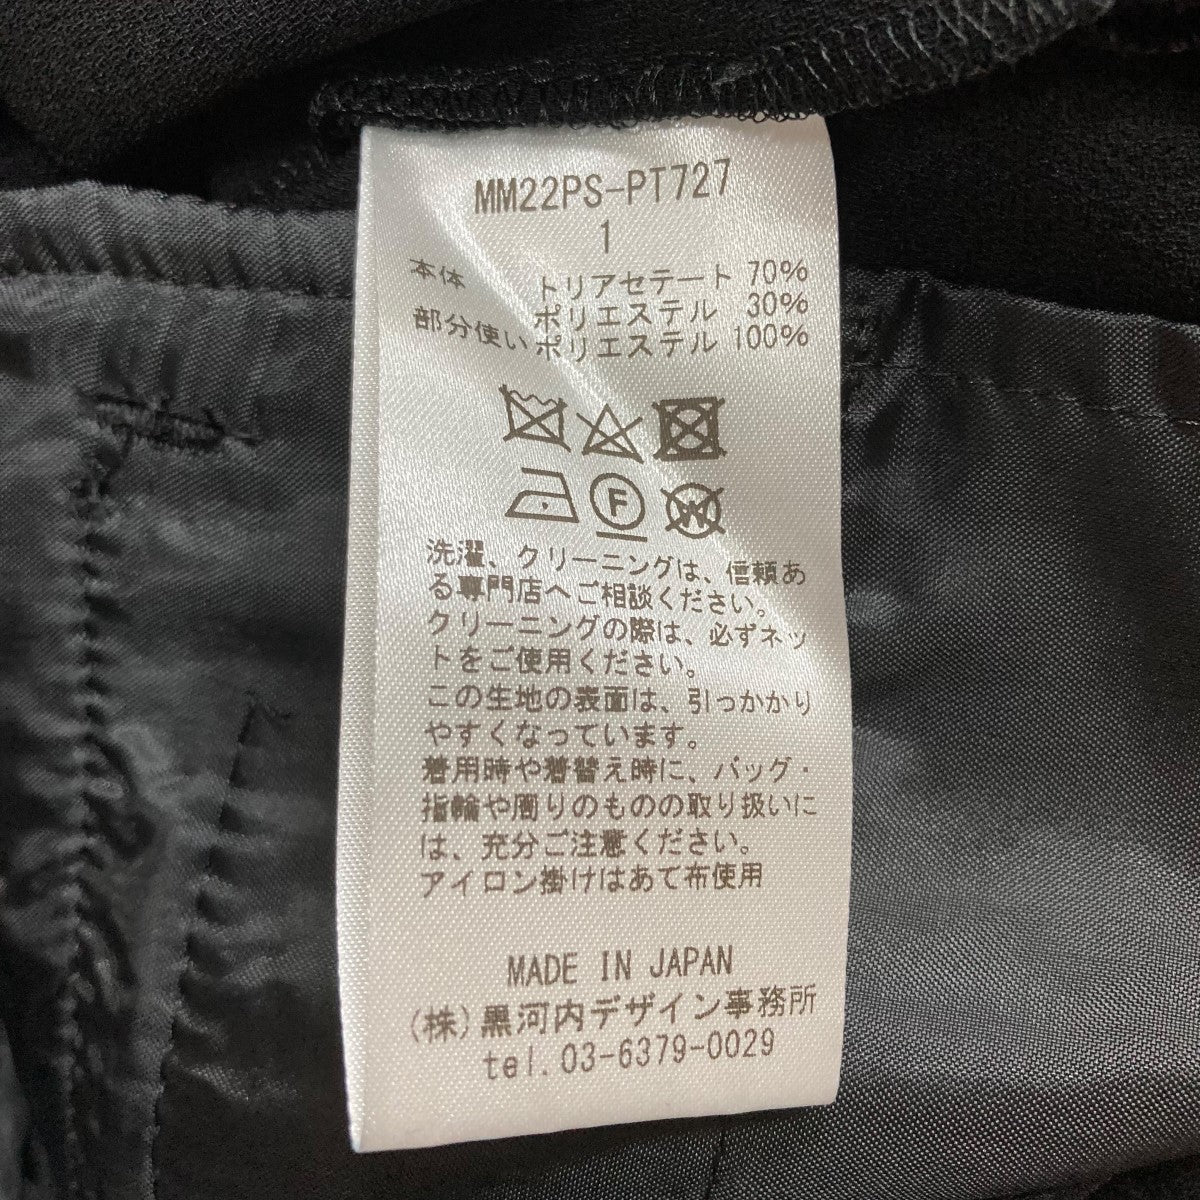 MM22PS-PT727
1
本体 トリアセテート 70%
ポリエステル 30%
部分使い ポリエステル 100%
F
W
洗濯、クリーニングは、信頼あ
る専門店へご相談ください。
クリーニングの際は、必ずネッ
トをご使用ください。
この生地の表面は、引っかかり
やすくなっています。
着用時や着替え時に、バッグ・
指輪や周りのものの取り扱いに
は、充分ご注意ください。
アイロン掛けはあて布使用
MADE IN JAPAN
(株)黒河内デザイン事務所
tel.03-6379-0029